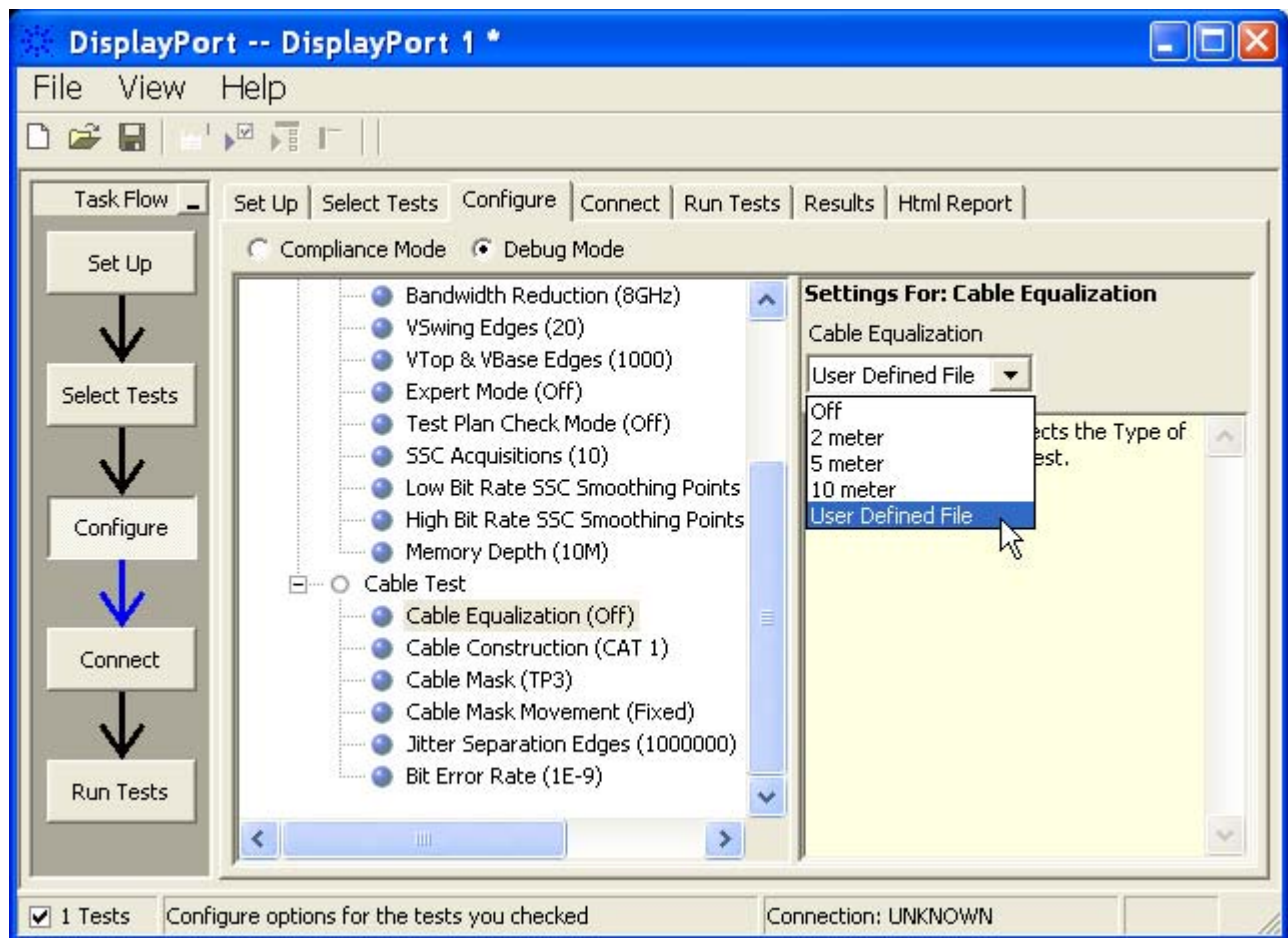 DisplayPort -- DisplayPort 1 *
File View Help
Task Flow
Set Up
Select Tests
Configure
Connect
Run Tests
Set Up Select Tests Configure Connect Run Tests Results Html Report
Compliance Mode Debug Mode
Bandwidth Reduction (8GHz)
VSwing Edges (20)
VTop & VBase Edges (1000)
Expert Mode (Off)
Test Plan Check Mode (Off)
SSC Acquisitions (10)
Low Bit Rate SSC Smoothing Points
High Bit Rate SSC Smoothing Points
Memory Depth (10M)
Cable Test
Cable Equalization (Off)
Cable Construction (CAT 1)
Cable Mask (TP3)
Cable Mask Movement (Fixed)
Jitter Separation Edges (1000000)
Bit Error Rate (1E-9)
Settings For: Cable Equalization
Cable Equalization
User Defined File
Off
2 meter
5 meter
10 meter
User Defined File
the Type of
1 Tests Configure options for the tests you checked Connection: UNKNOWN